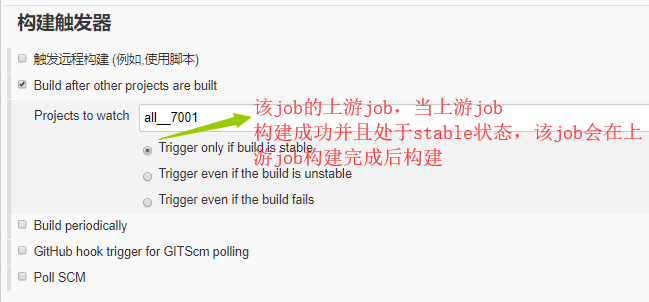 构建触发器
触发远程构建 (例如,使用脚本)
Build after other projects are built
Projects to watch
all__7001
该job的上游job，当上游job
构建成功并且处于stable状态，该job会在上
游job构建完成后构建
Trigger only if build is stable
Trigger even if the build is unstable
Trigger even if the build fails
Build periodically
GitHub hook trigger for GITScm polling
Poll SCM